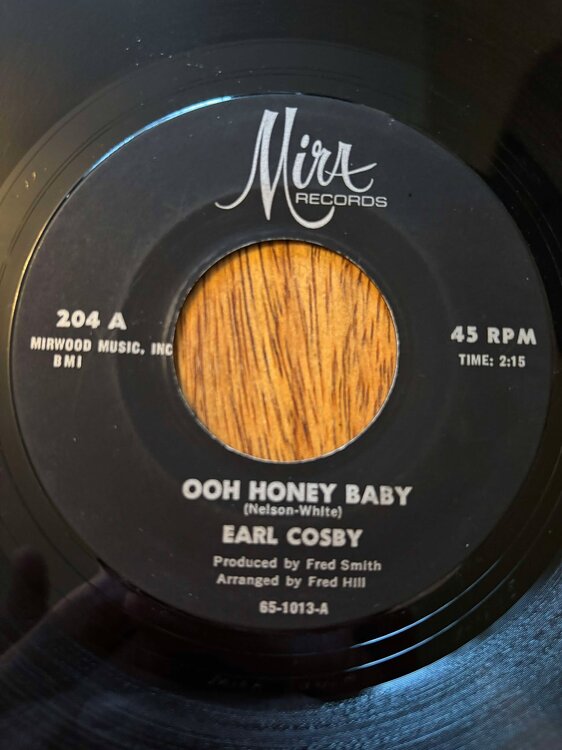 Mira
RECORDS
204 A
MIRWOOD MUSIC, INC
BMI
45 RPM
TIME: 2:15
OOH HONEY BABY
(Nelson-White)
EARL COSBY
Produced by Fred Smith
Arranged by Fred Hill
65-1013-A